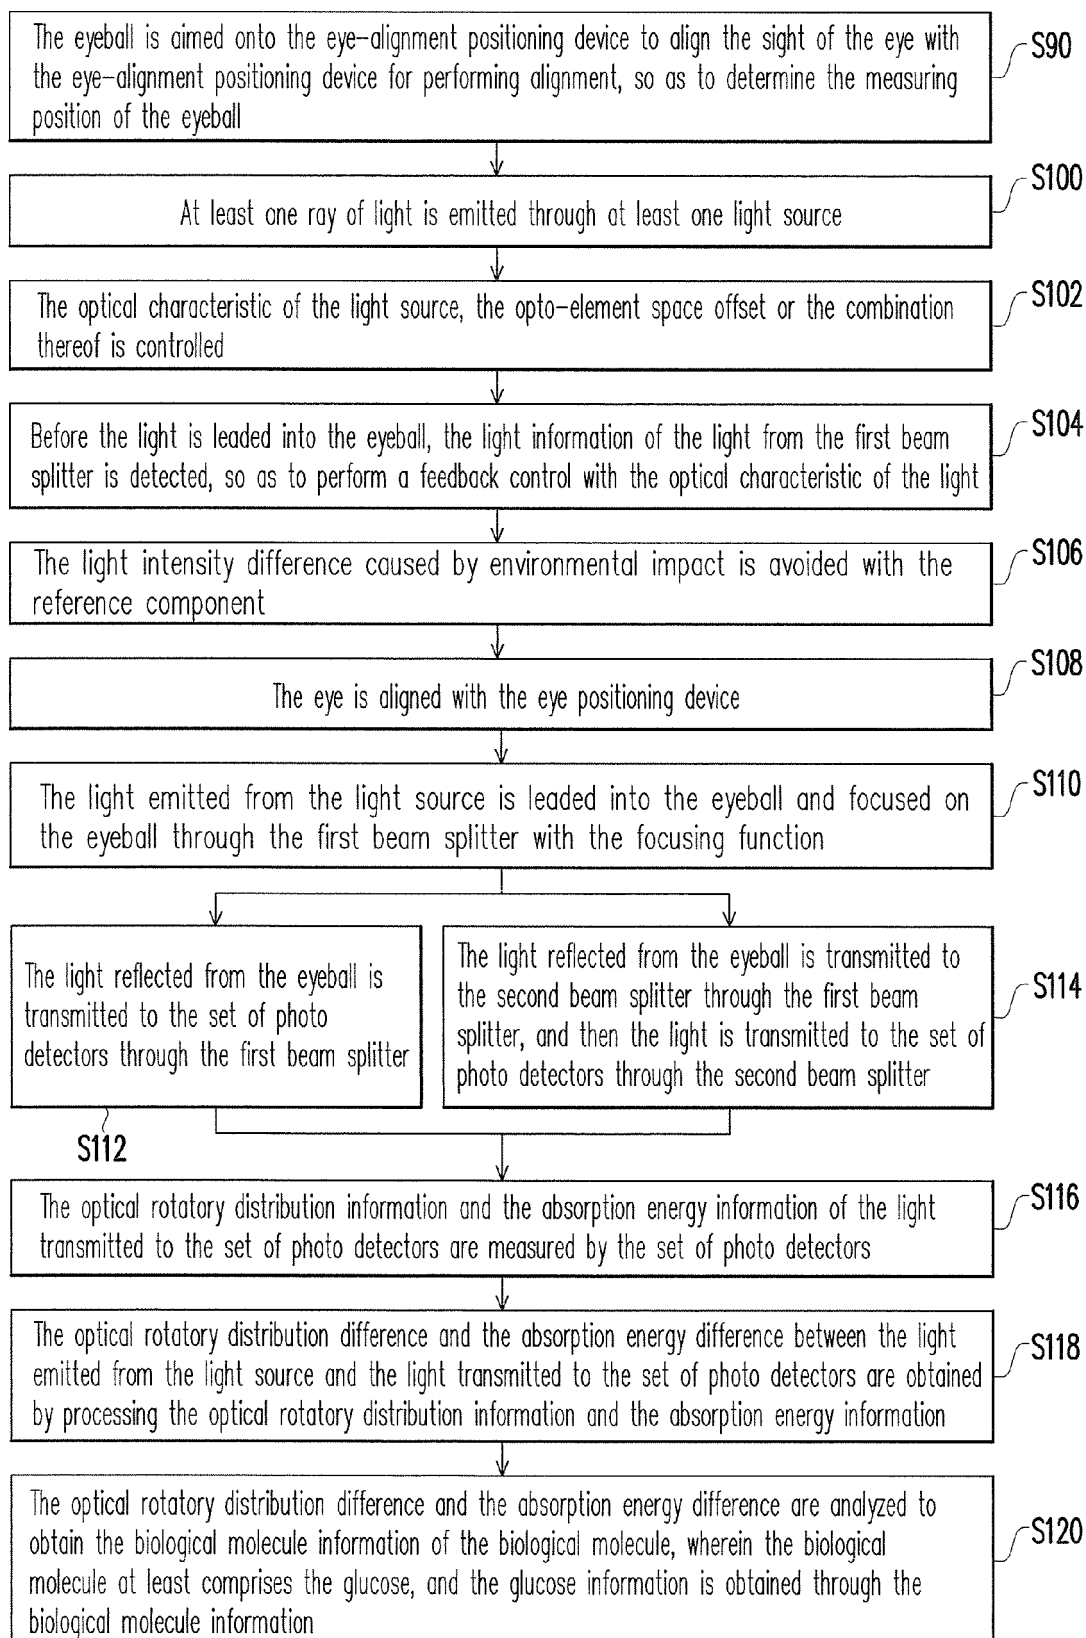 The eyeball is aimed onto the eye-alignment positioning device to align the sight of the eye with
the eye-alignment positioning device for performing alignment, so as to determine the measuring
position of the eyeball
S90
At least one ray of light is emitted through at least one light source
S100
The optical characteristic of the light source, the opto-element space offset or the combination
thereof is controlled
S102
Before the light is leaded into the eyeball, the light information of the light from the first beam
splitter is detected, so as to perform a feedback control with the optical characteristic of the light
S104
The light intensity difference caused by environmental impact is avoided with the
reference component
S106
The eye is aligned with the eye positioning device
S108
The light emitted from the light source is leaded into the eyeball and focused on
the eyeball through the first beam splitter with the focusing function
S110
The light reflected from the eyeball is
transmitted to the set of photo
detectors through the first beam splitter
S112
The light reflected from the eyeball is transmitted to
the second beam splitter through the first beam
splitter, and then the light is transmitted to the set of
photo detectors through the second beam splitter
S114
The optical rotatory distribution information and the absorption energy information of the light
transmitted to the set of photo detectors are measured by the set of photo detectors
S116
The optical rotatory distribution difference and the absorption energy difference between the light
emitted from the light source and the light transmitted to the set of photo detectors are obtained
by processing the optical rotatory distribution information and the absorption energy information
S118
The optical rotatory distribution difference and the absorption energy difference are analyzed to
obtain the biological molecule information of the biological molecule, wherein the biological
molecule at least comprises the glucose, and the glucose information is obtained through the
biological molecule information
S120